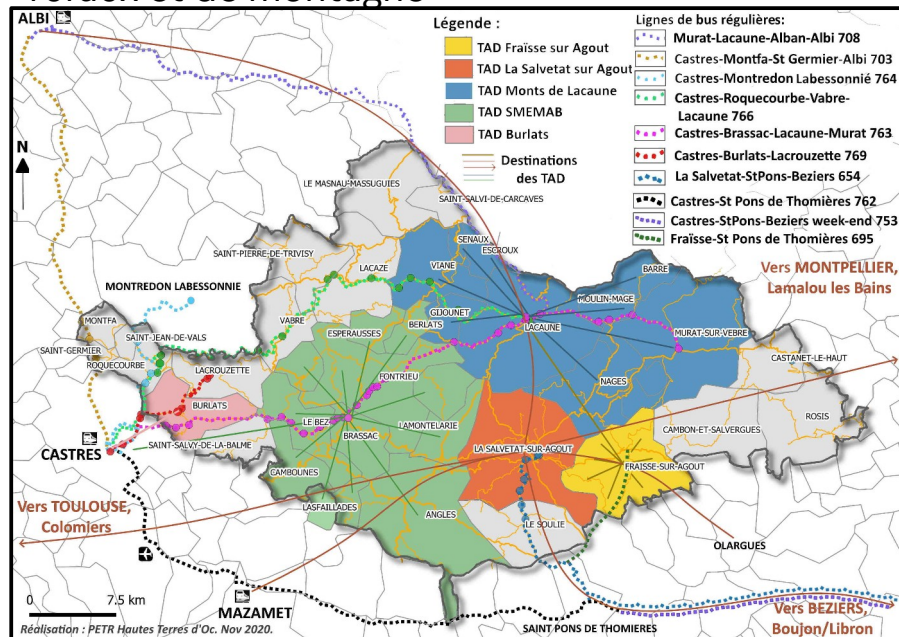 ALBI
Légende :
TAD Fraïsse sur Agout
TAD La Salvetat sur Agout
TAD Monts de Lacaune
TAD SMEMAB
TAD Burlats
Destinations
des TAD
Lignes de bus régulières:
Murat-Lacaune-Alban-Albi 708
Castres-Montfa-St Germier-Albi 703
Castres-Montredon Labessonnié 764
Castres-Roquecourbe-Vabre-
Lacaune 766
Castres-Brassac-Lacaune-Murat 763
Castres-Burlats-Lacrouzette 769
La Salvetat-StPons-Beziers 654
Castres-St Pons de Thomières 762
Castres-StPons-Beziers week-end 753
Fraïsse-St Pons de Thomières 695
N
LE MASNAU-MASSUGUIES
SAINT-SALVI-DE-CARCAVES
SENAUX
ESCROUX
SAINT-PIERRE-DE-TRIVISY
LACAZE
VIANE
BARRE
Vers MONTPELLIER,
Lamalou les Bains
MONTREDON LABESSONNIE
MOULIN-MAGE
GIJOUNET
MONTFA
VABRE
ESPERAUSSES
BERLATS
LACAUNE
SAINT-JEAN-DE-VALS
MURAT-SUR-VEBRE
SAINT-GERMIER
ROQUECOURBE
CASTANET-LE-HAUT
LACROUZETTE
FONTRIEU
NAGES
BURLATS
ROSIS
LE BEZ
LAMONTELARIE
CAMBON-ET-SALVERGUES
BRASSAC
SAINT-SALVY-DE-LA-BALME
CASTRES
LA SALVETAT-SUR-AGOUT
FRAISSE-SUR-AGOUT
CAMBOUNES
Vers TOULOUSE,
Colomiers
LASFAILLADES
ANGLES
LE SOULIE
OLARGUES
0 7.5 km
MAZAMET
Vers BEZIERS,
Boujon/Libron
Réalisation : PETR Hautes Terres d'Oc. Nov 2020.
SAINT PONS DE THOMIERES